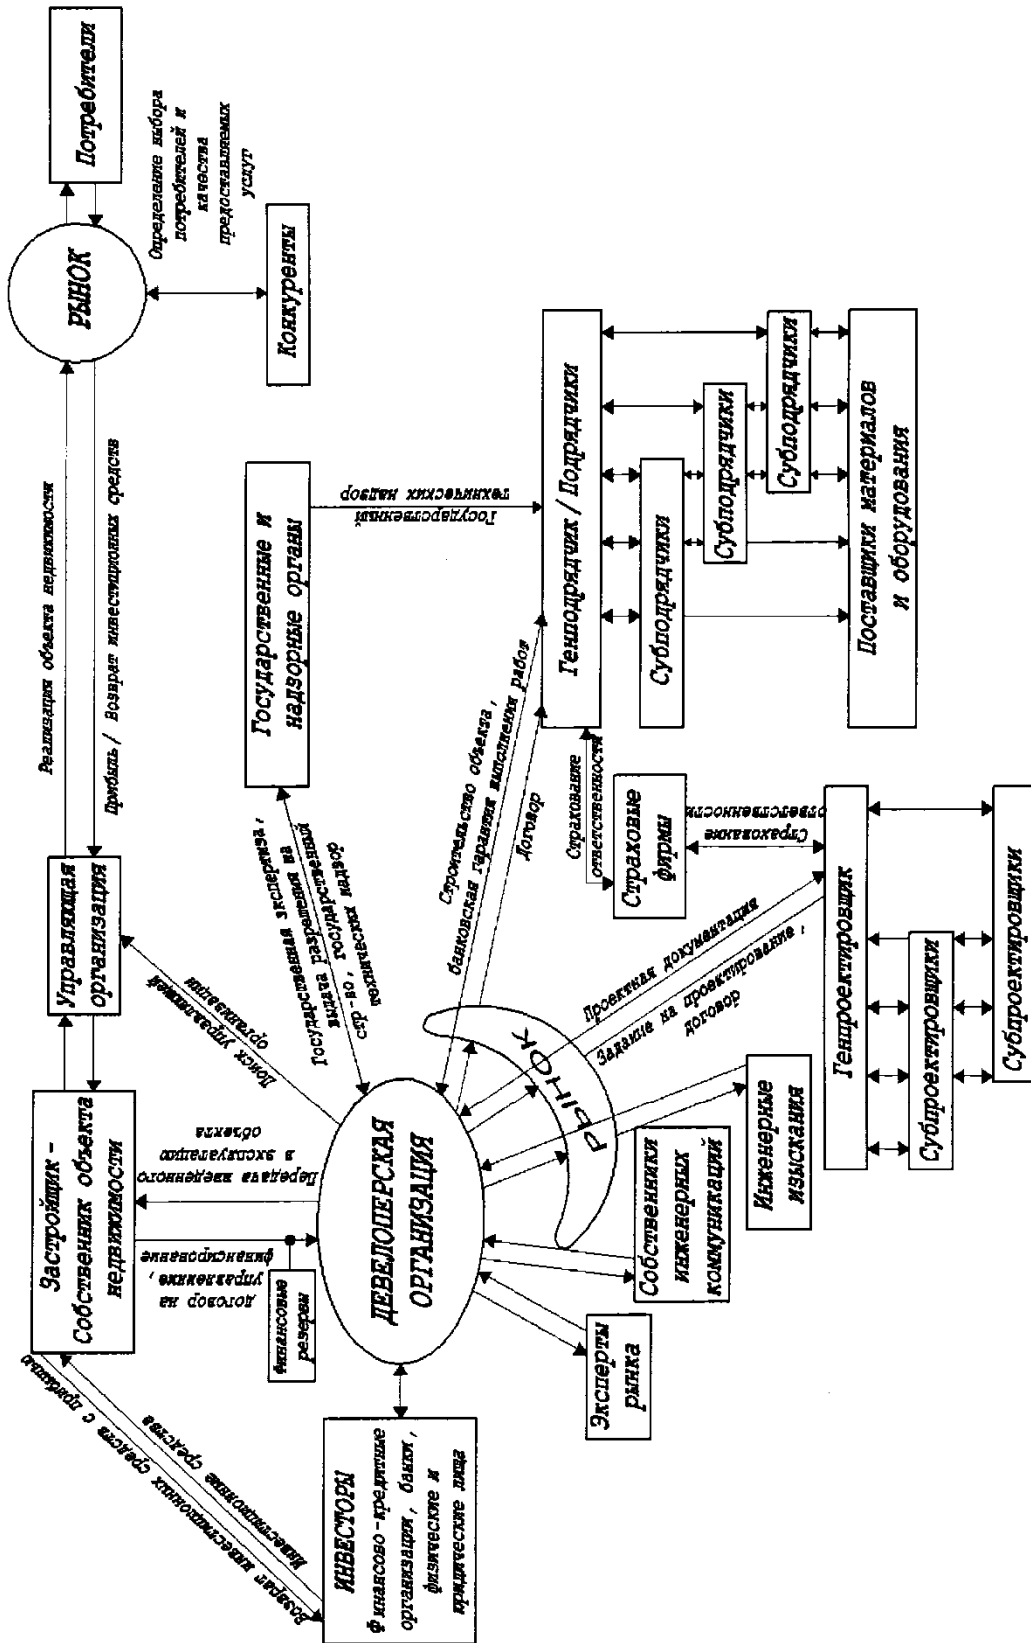 Застройщик -
Собственник объекта
недвижимости
Управляющая
организация
РЫНОК
Потребители
Реализация объекта недвижимости
Прибыль / Возврат инвестиционных средств
Определение выбора
потребителей и
качества
предоставляемых
услуг
Конкуренты
Возврат инвестиционных средств с прибылью
Инвестиционные средства
договор на
управление,
финансирование
Финансовые
резервы
Передача введенного
в эксплуатацию
объекта
Поиск управляющей
организации
Государственная экспертиза,
выдача разрешения на
стр-во, государственный
технических надзор
Государственные и
надзорные органы
Государственный
технических надзор
ИНВЕСТОРЫ
Финансово-кредитные
организации, банки,
физические и
юридические лица
ДЕВЕЛОПЕРСКАЯ
ОРГАНИЗАЦИЯ
РЫНОК
Строительство объекта,
банковская гарантия выполнения работ
Договор
Генподрядчик / Подрядчики
Субподрядчики
Субподрядчики
Субподрядчики
Поставщики материалов
и оборудования
Страхование
ответственности
Страховые
фирмы
Страхование
ответственности
Проектная документация
Задание на проектирование,
договор
Эксперты
рынка
Собственники
инженерных
коммуникаций
Инженерные
изыскания
Генпроектировщик
Субпроектировщики
Субпроектировщики